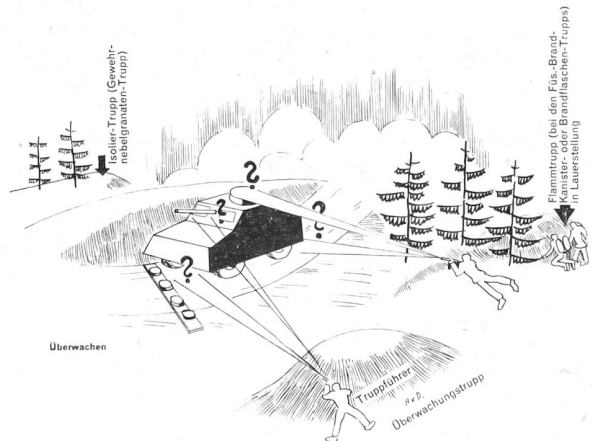 Isolier-Trupp (Gewehr-
nebelgranaten-Trupp)
Flammtrupp (bei den Füs.-Brand-
Kanister- oder Brandflaschen-Trupps)
in Lauerstellung
?
?
?
?
Überwachen
Truppführer
HvD.
Überwachungstrupp